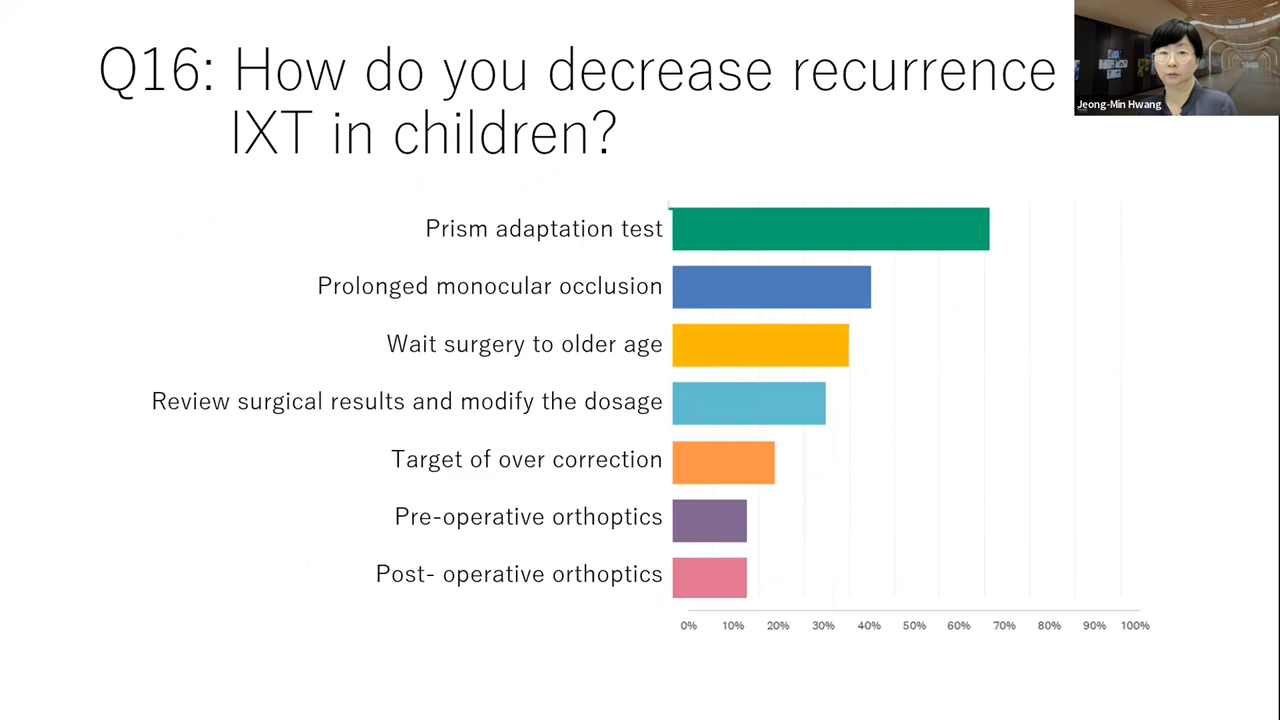 Q16: How do you decrease recurrence
IXT in children?
Jeong-Min Hwang
Prism adaptation test
Prolonged monocular occlusion
Wait surgery to older age
Review surgical results and modify the dosage
Target of over correction
Pre-operative orthoptics
Post- operative orthoptics
0% 10% 20% 30% 40% 50% 60% 70% 80% 90% 100%